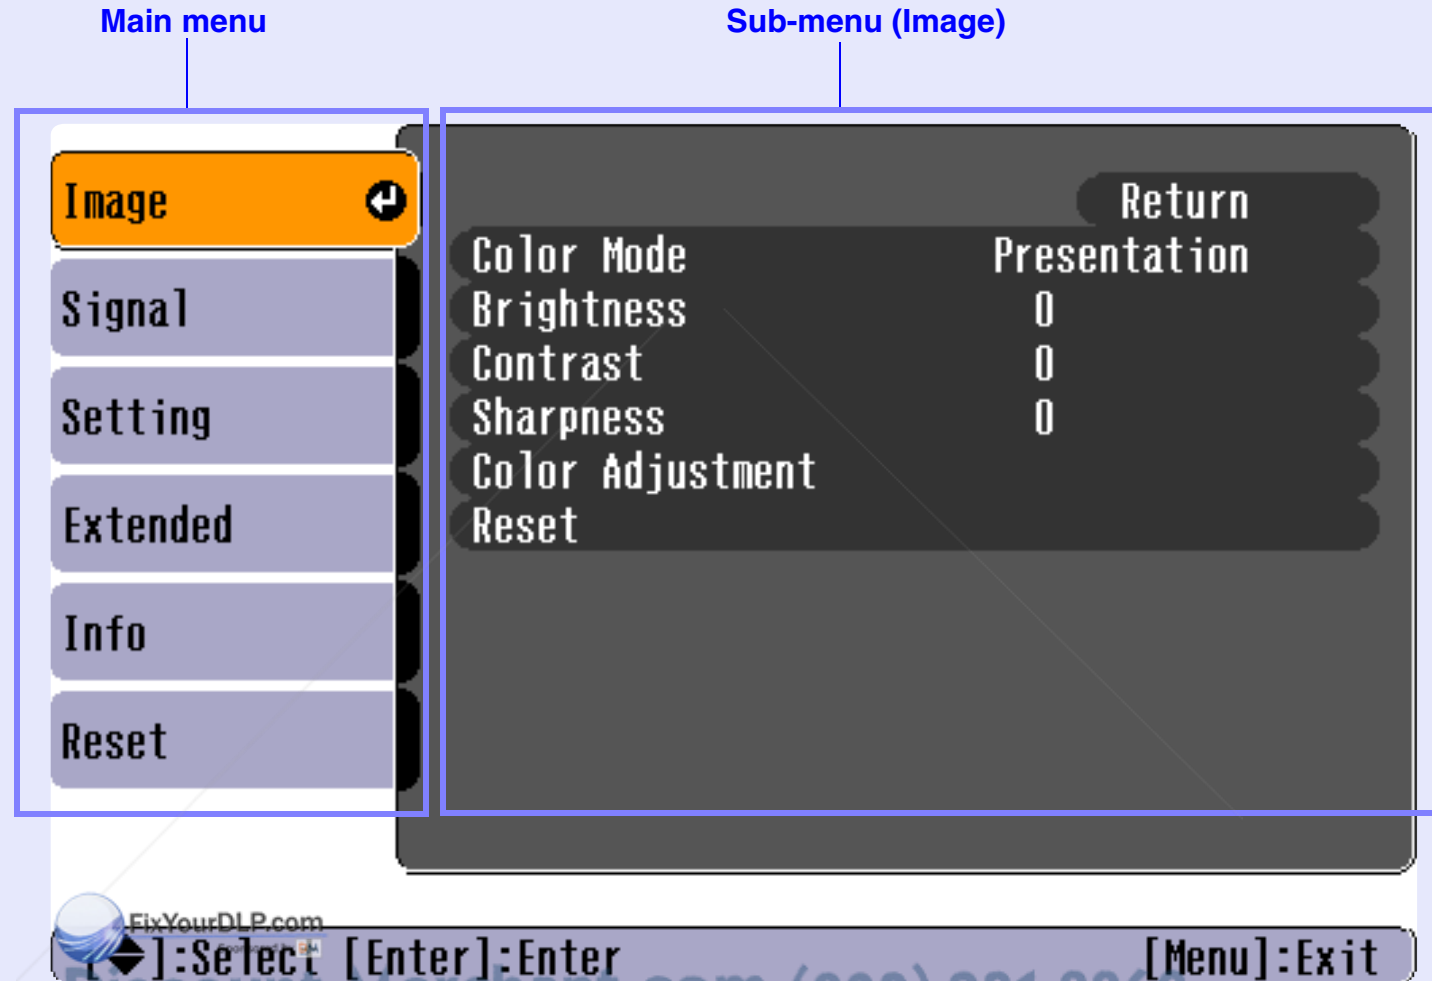 Main menu
Sub-menu (Image)
Image
Signal
Setting
Extended
Info
Reset
Return
Color Mode Presentation
Brightness 0
Contrast 0
Sharpness 0
Color Adjustment
Reset
FixYourDLP.com
]:Select [Enter]:Enter [Menu]:Exit